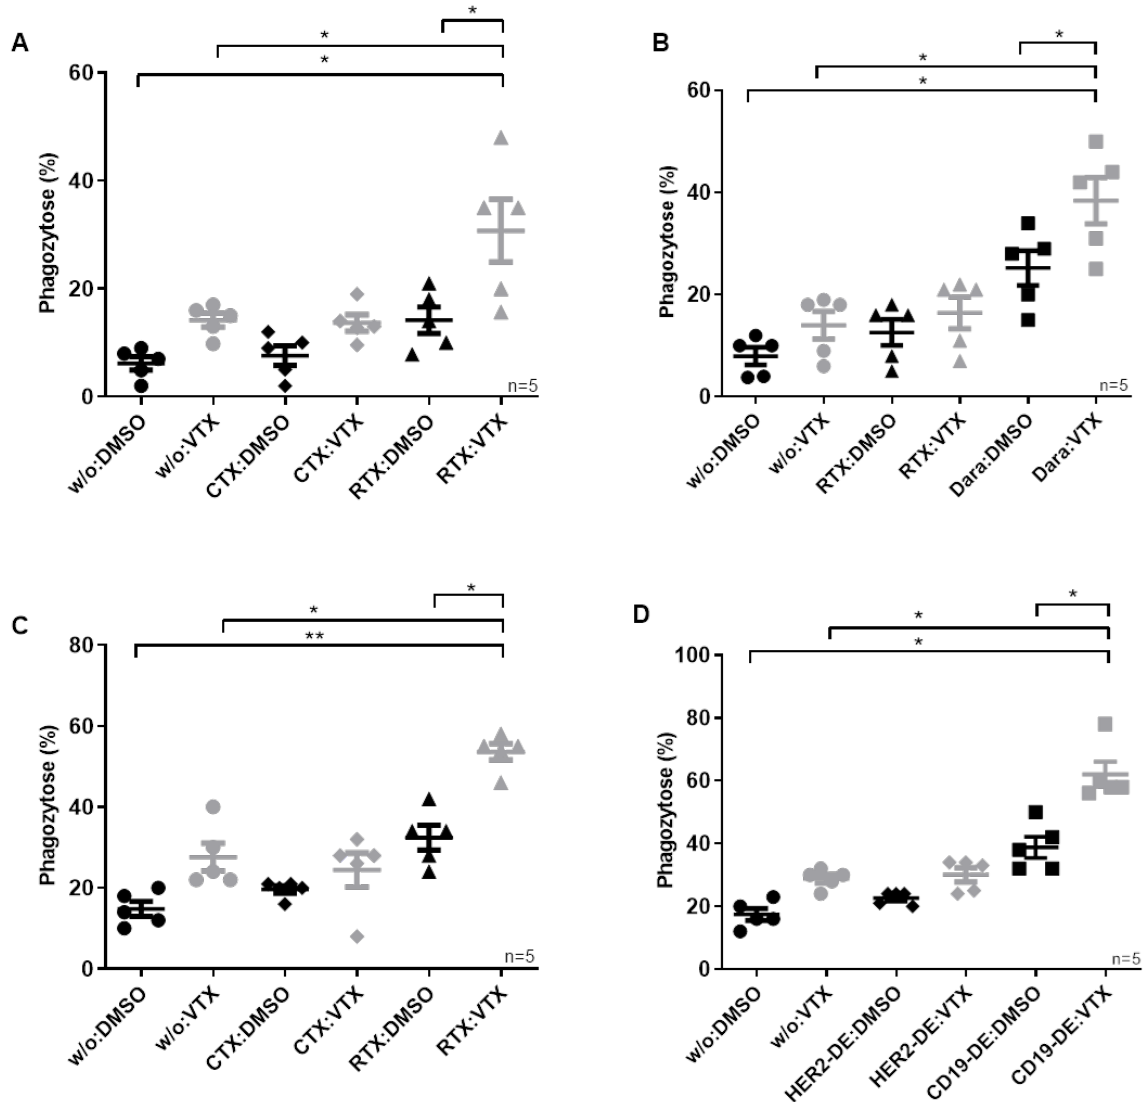 A
*
*
*
Phagozytose (%)
60
40
20
0
n=5
w/o:DMSO
w/o:VTX
CTX:DMSO
CTX:VTX
RTX:DMSO
RTX:VTX
B
*
*
*
Phagozytose (%)
60
40
20
0
n=5
w/o:DMSO
w/o:VTX
RTX:DMSO
RTX:VTX
Dara:DMSO
Dara:VTX
C
*
*
**
Phagozytose (%)
80
60
40
20
0
n=5
w/o:DMSO
w/o:VTX
CTX:DMSO
CTX:VTX
RTX:DMSO
RTX:VTX
D
*
*
*
Phagozytose (%)
100
80
60
40
20
0
n=5
w/o:DMSO
w/o:VTX
HER2-DE:DMSO
HER2-DE:VTX
CD19-DE:DMSO
CD19-DE:VTX